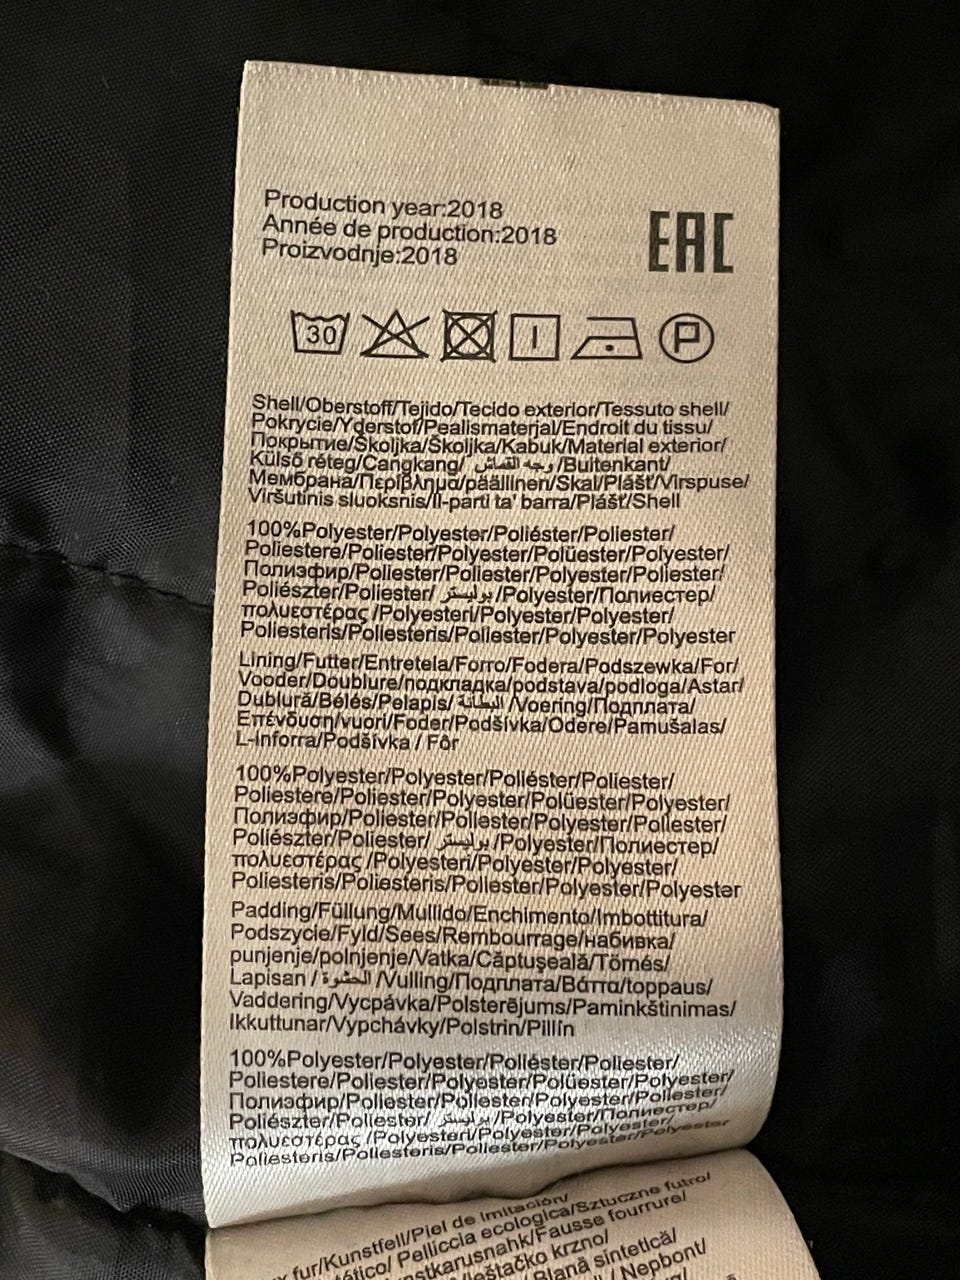 Production year:2018
Année de production:2018
Proizvodnje:2018
EAC
30
I
P
Shell/Oberstoff/Tejido/Tecido exterior/Tessuto shell/
Pokrycie/Yderstof/Pealismaterjal/Endroit du tissu/
Покрытие/Školjka/Školjka/Kabuk/Material exterior/
Külső réteg/Cangkang/ وجه القماش /Buitenkant/
Мембрана/Περίβλημα/päällinen/Skal/Plášť/Virspuse/
Viršutinis sluoksnis/Il-parti ta' barra/Plášť/Shell
100%Polyester/Polyester/Poliéster/Poliester/
Poliestere/Poliester/Polyester/Polüester/Polyester/
Полиэфир/Poliester/Poliester/Polyester/Poliester/
Poliészter/Poliester/ بوليستر /Polyester/Полиестер/
πολυεστέρας /Polyesteri/Polyester/Polyester/
Poliesteris/Poliesteris/Poliester/Polyester/Polyester
Lining/Futter/Entretela/Forro/Fodera/Podszewka/For/
Vooder/Doublure/подкладка/podstava/podloga/Astar/
Dublură/Bélés/Pelapis/ البطانة /Voering/Подплата/
Επένδυση/vuori/Foder/Podšívka/Odere/Pamušalas/
L-inforra/Podšívka / Fôr
100%Polyester/Polyester/Poliéster/Poliester/
Poliestere/Poliester/Polyester/Polüester/Polyester/
Полиэфир/Poliester/Poliester/Polyester/Poliester/
Poliészter/Poliester/ بوليستر /Polyester/Полиестер/
πολυεστέρας /Polyesteri/Polyester/Polyester/
Poliesteris/Poliesteris/Poliester/Polyester/Polyester
Padding/Füllung/Mullido/Enchimento/Imbottitura/
Podszycie/Fyld/Sees/Rembourrage/набивка/
punjenje/polnjenje/Vatka/Căptuşeală/Tömés/
Lapisan / الحشوة /Vulling/Подплата/Βάττα/toppaus/
Vaddering/Vycpávka/Polsterējums/Paminkštinimas/
Ikkuttunar/Vypchávky/Polstrin/Pillin
100%Polyester/Polyester/Poliéster/Poliester/
Poliestere/Poliester/Polyester/Polüester/Polyester/
Полиэфир/Poliester/Poliester/Polyester/Poliester/
Poliészter/Poliester/ بوليستر /Polyester/Полиестер/
πολυεστέρας /Polyesteri/Polyester/Polyester/
Poliesteris/Poliesteris/Poliester/Polyester/Polyester
fur/Kunstfell/Piel de imitación/
Pelliccia ecologica/Sztuczne futro/
Fausse fourrure/
krzno/
Blană sintetică/
Nepbont/